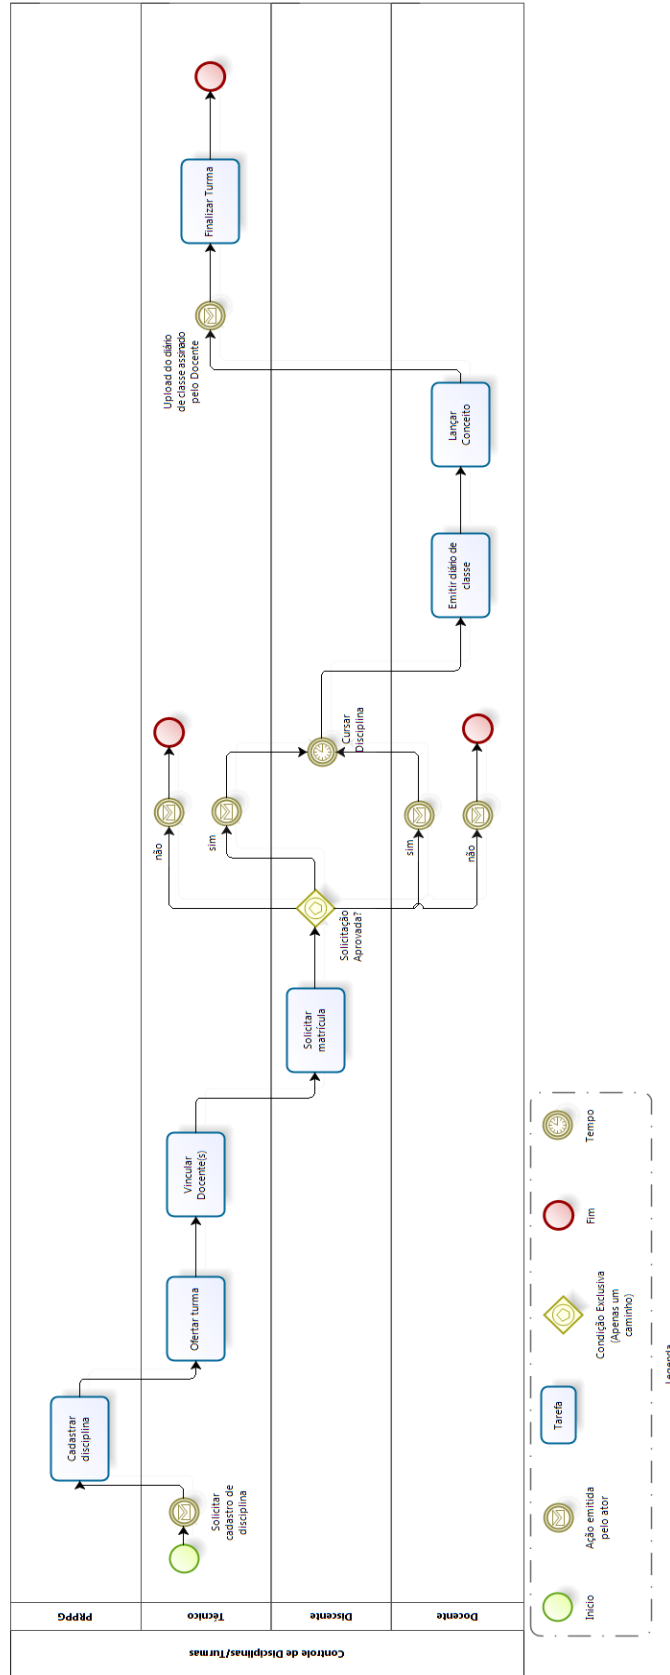 Controle de Disciplinas/Turmas
PRPPG
Técnico
Discente
Docente
Solicitar
cadastro de
disciplina
Cadastrar
disciplina
Ofertar turma
Vincular
Docente(s)
Solicitar
matrícula
Solicitação
Aprovada?
não
sim
sim
não
Cursar
Disciplina
Emitir diário de
classe
Lançar
Conceito
Upload do diário
de classe assinado
pelo Docente
Finalizar Turma
Legenda
Início
Ação emitida
pelo ator
Tarefa
Condição Exclusiva
(Apenas um
caminho)
Fim
Tempo